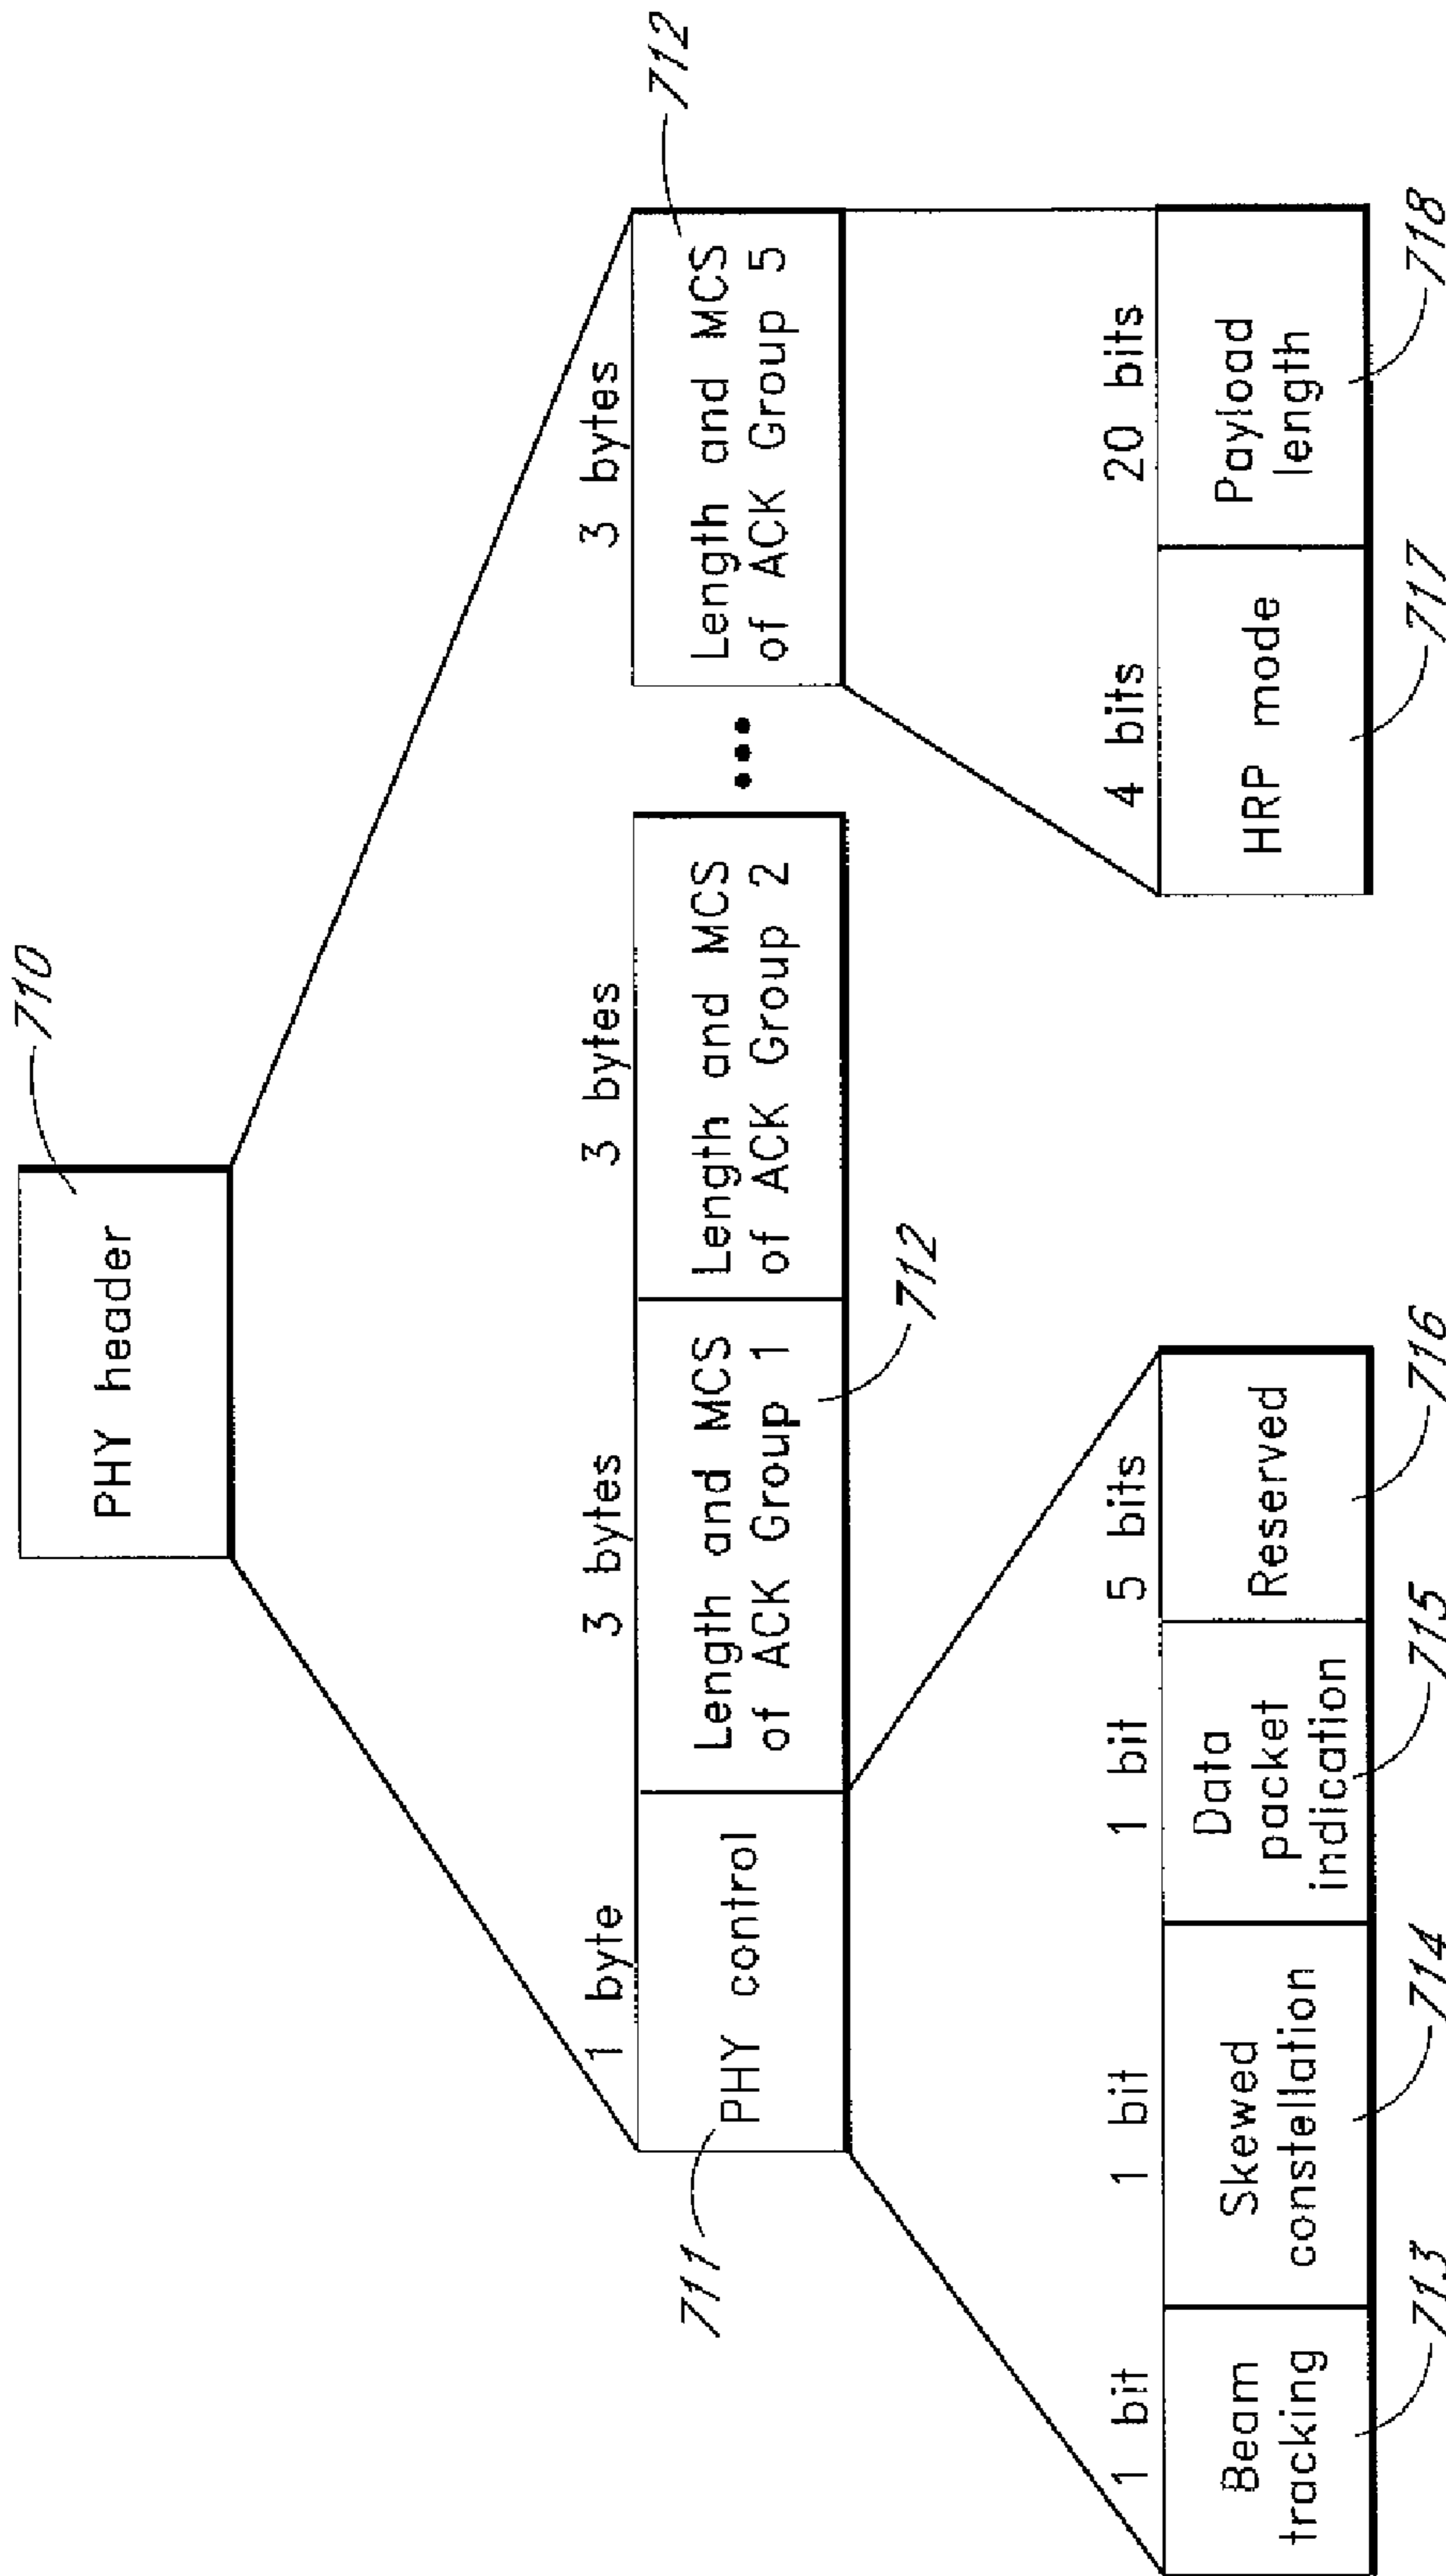 PHY header
710
1 byte
3 bytes
3 bytes
3 bytes
PHY control
711
Length and MCS
of ACK Group 1
712
Length and MCS
of ACK Group 2
•••
Length and MCS
of ACK Group 5
712
1 bit
1 bit
1 bit
5 bits
Beam
tracking
713
Skewed
constellation
714
Data
packet
indication
715
Reserved
716
4 bits
20 bits
HRP mode
717
Payload
length
718